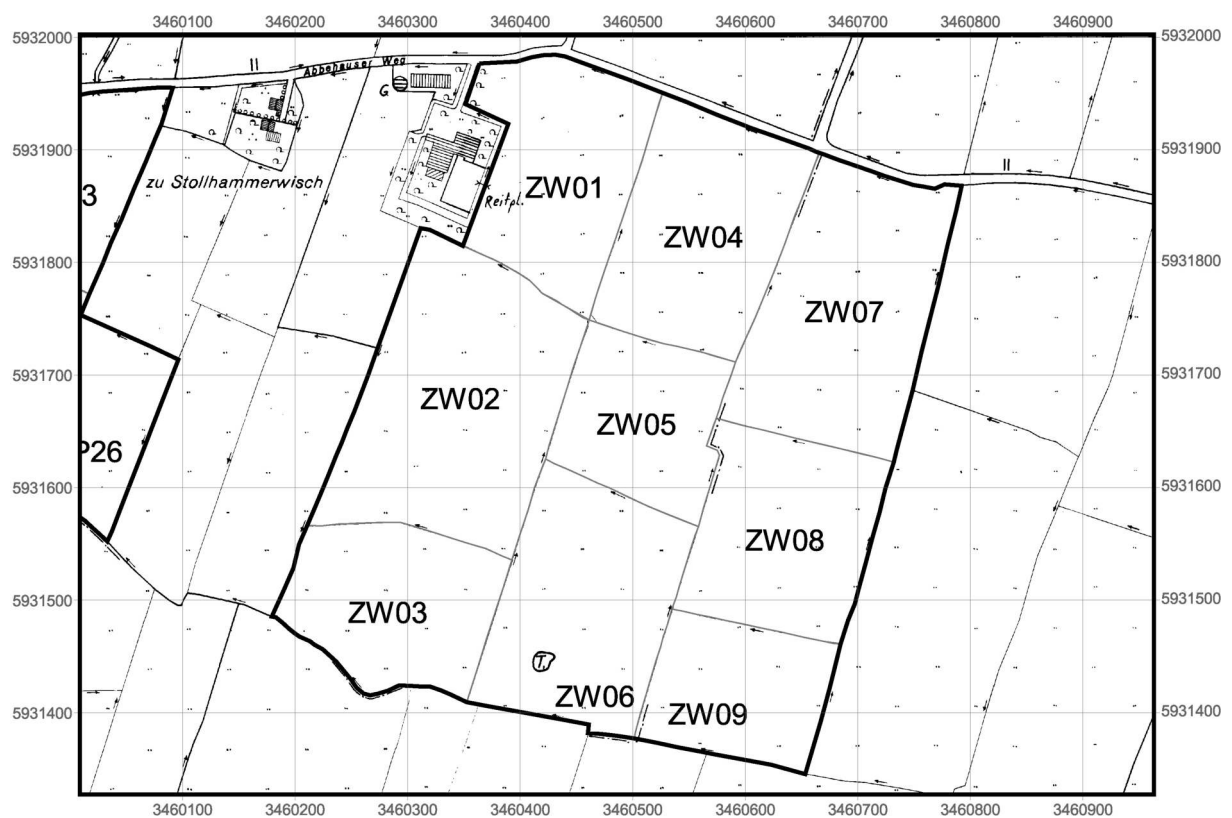 3460100 3460200 3460300 3460400 3460500 3460600 3460700 3460800 3460900
5932000 5932000
II Abbehauser Weg
G.
5931900 5931900
II
zu Stollhammerwisch
3 Reitpl. ZW01
ZW04
5931800 5931800
ZW07
5931700 5931700
ZW02 ZW05
P26
5931600 5931600
ZW08
5931500 5931500
ZW03
T.
ZW06 ZW09
5931400 5931400
3460100 3460200 3460300 3460400 3460500 3460600 3460700 3460800 3460900